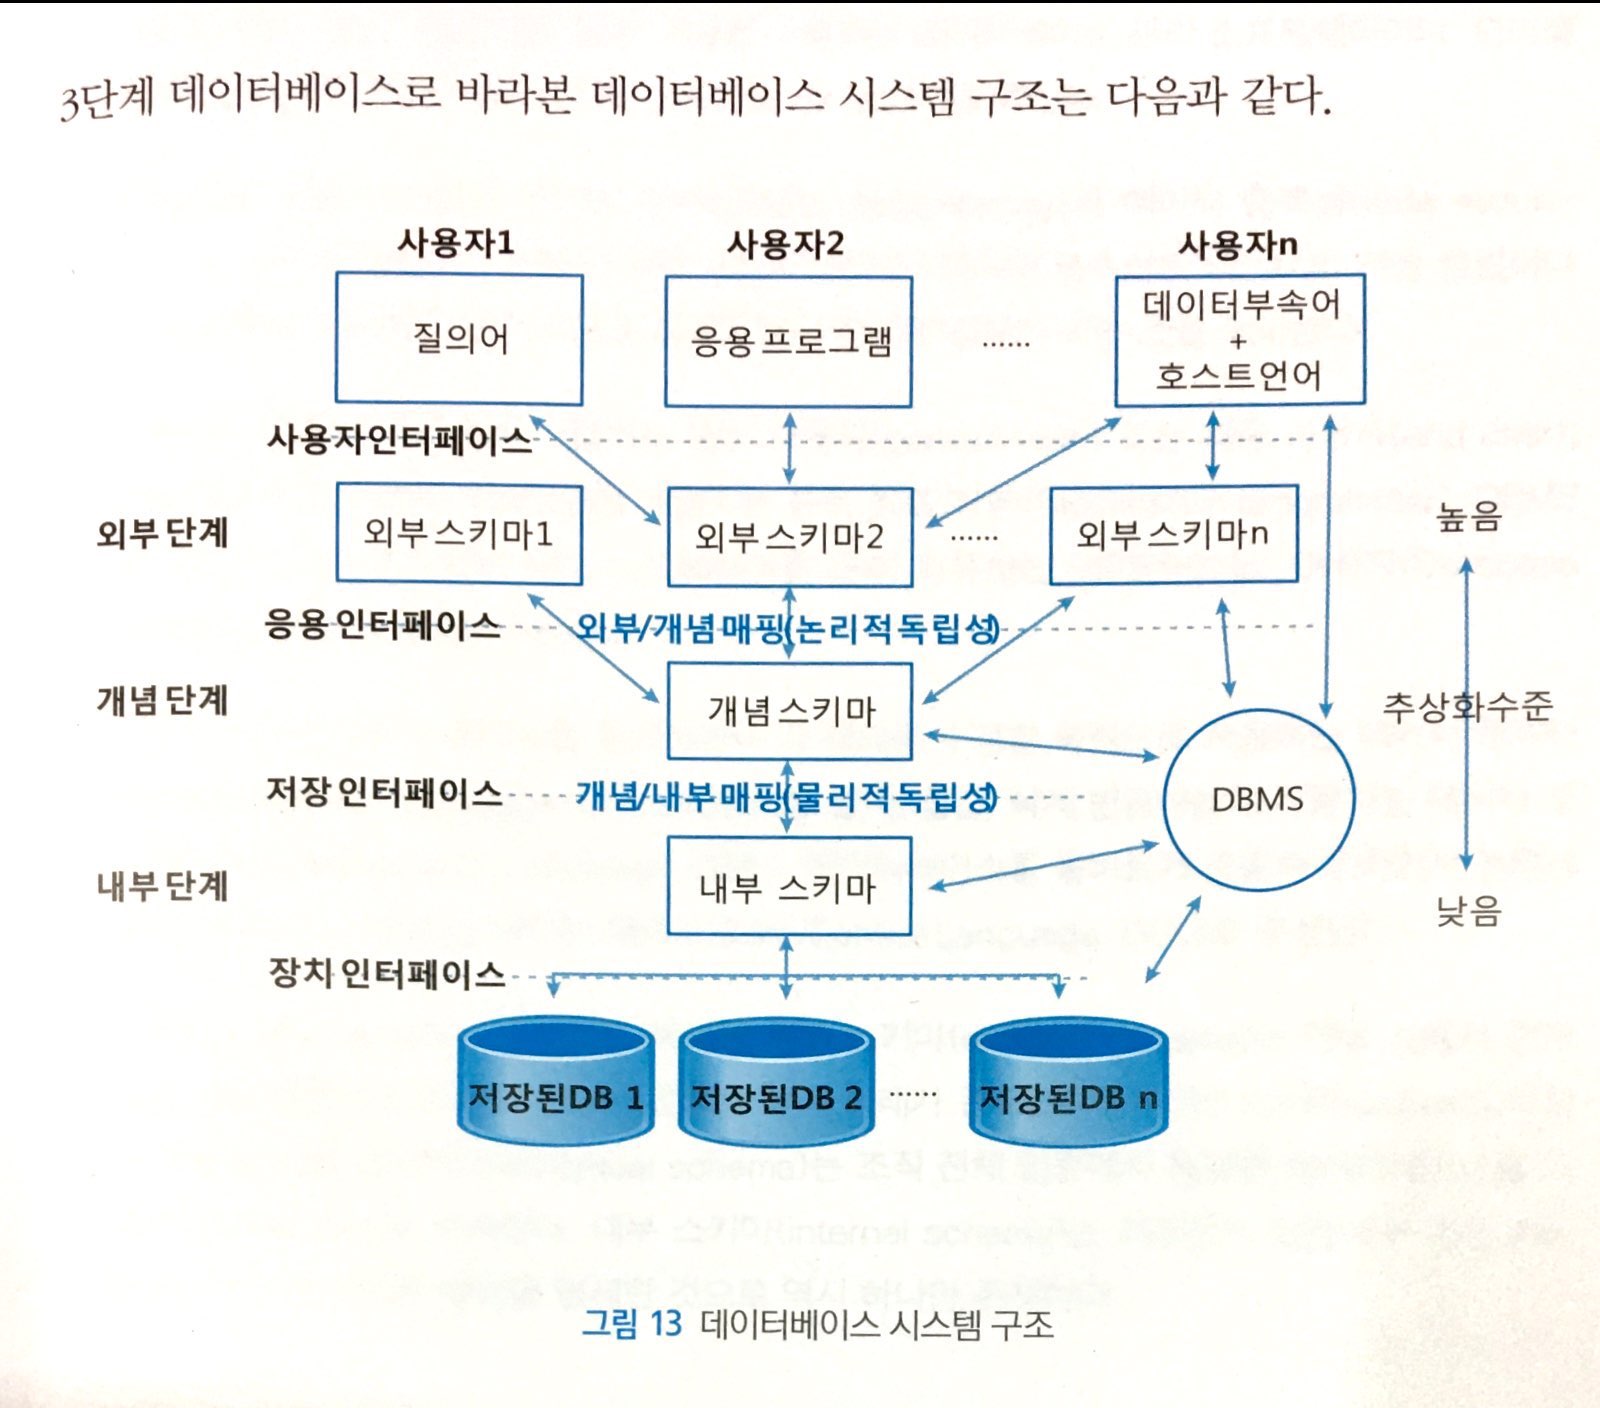 3단계 데이터베이스로 바라본 데이터베이스 시스템 구조는 다음과 같다.
사용자1
사용자2
사용자n
질의어
응용프로그램
······
데이터부속어
+
호스트언어
사용자인터페이스
외부단계
외부스키마1
외부스키마2
······
외부스키마n
높음
응용인터페이스
외부/개념매핑(논리적독립성)
개념단계
개념스키마
추상화수준
저장인터페이스
개념/내부매핑(물리적독립성)
DBMS
내부단계
내부 스키마
낮음
장치인터페이스
저장된DB 1
저장된DB 2
······
저장된DB n
그림 13 데이터베이스 시스템 구조